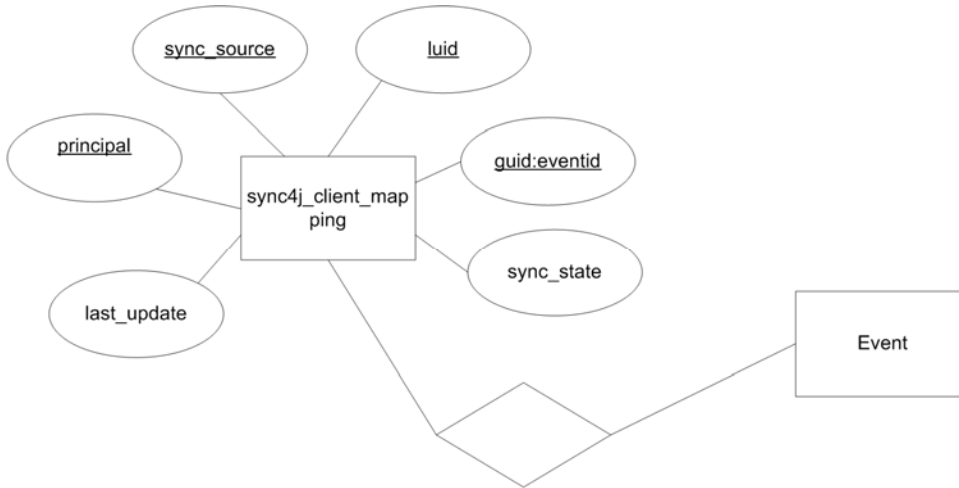 sync_source
luid
principal
guid:eventid
sync4j_client_map
ping
sync_state
last_update
Event